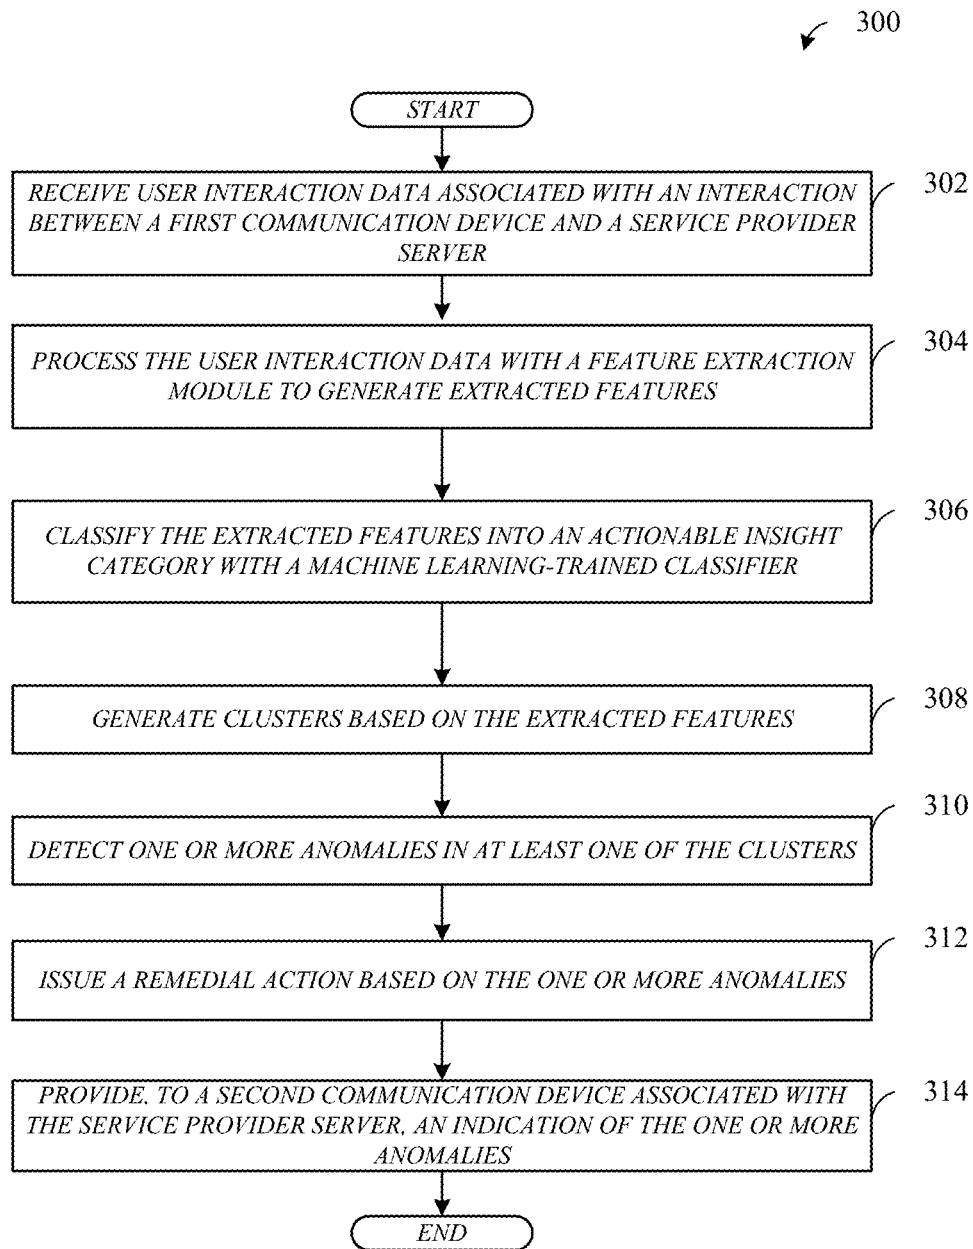 300
START
RECEIVE USER INTERACTION DATA ASSOCIATED WITH AN INTERACTION
BETWEEN A FIRST COMMUNICATION DEVICE AND A SERVICE PROVIDER
SERVER
302
PROCESS THE USER INTERACTION DATA WITH A FEATURE EXTRACTION
MODULE TO GENERATE EXTRACTED FEATURES
304
CLASSIFY THE EXTRACTED FEATURES INTO AN ACTIONABLE INSIGHT
CATEGORY WITH A MACHINE LEARNING-TRAINED CLASSIFIER
306
GENERATE CLUSTERS BASED ON THE EXTRACTED FEATURES
308
DETECT ONE OR MORE ANOMALIES IN AT LEAST ONE OF THE CLUSTERS
310
ISSUE A REMEDIAL ACTION BASED ON THE ONE OR MORE ANOMALIES
312
PROVIDE, TO A SECOND COMMUNICATION DEVICE ASSOCIATED WITH
THE SERVICE PROVIDER SERVER, AN INDICATION OF THE ONE OR MORE
ANOMALIES
314
END